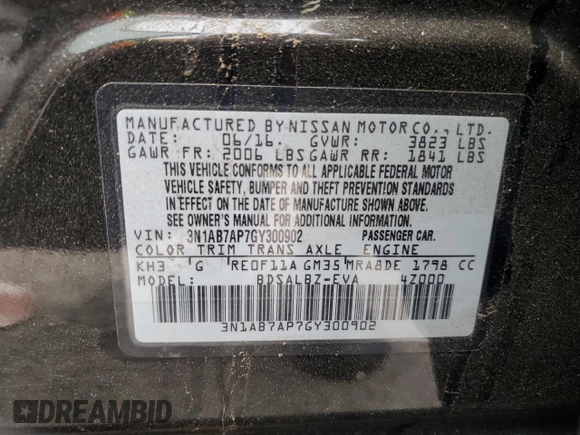 MANUFACTURED BY NISSAN MOTOR CO., LTD.
DATE: 06/16 GVWR: 3823 LBS
GAWR FR: 2006 LBS GAWR RR: 1841 LBS
THIS VEHICLE CONFORMS TO ALL APPLICABLE FEDERAL MOTOR
VEHICLE SAFETY, BUMPER AND THEFT PREVENTION STANDARDS
IN EFFECT ON THE DATE OF MANUFACTURE SHOWN ABOVE.
SEE OWNER'S MANUAL FOR ADDITIONAL INFORMATION.
VIN: 3N1AB7AP7GY300902 PASSENGER CAR.
COLOR TRIM TRANS AXLE ENGINE
KH3 G RE0F11A GM35 MRA8DE 1798 CC
MODEL: BDSALBZ-EVA 4Z000
3N1AB7AP7GY300902
DREAMBID